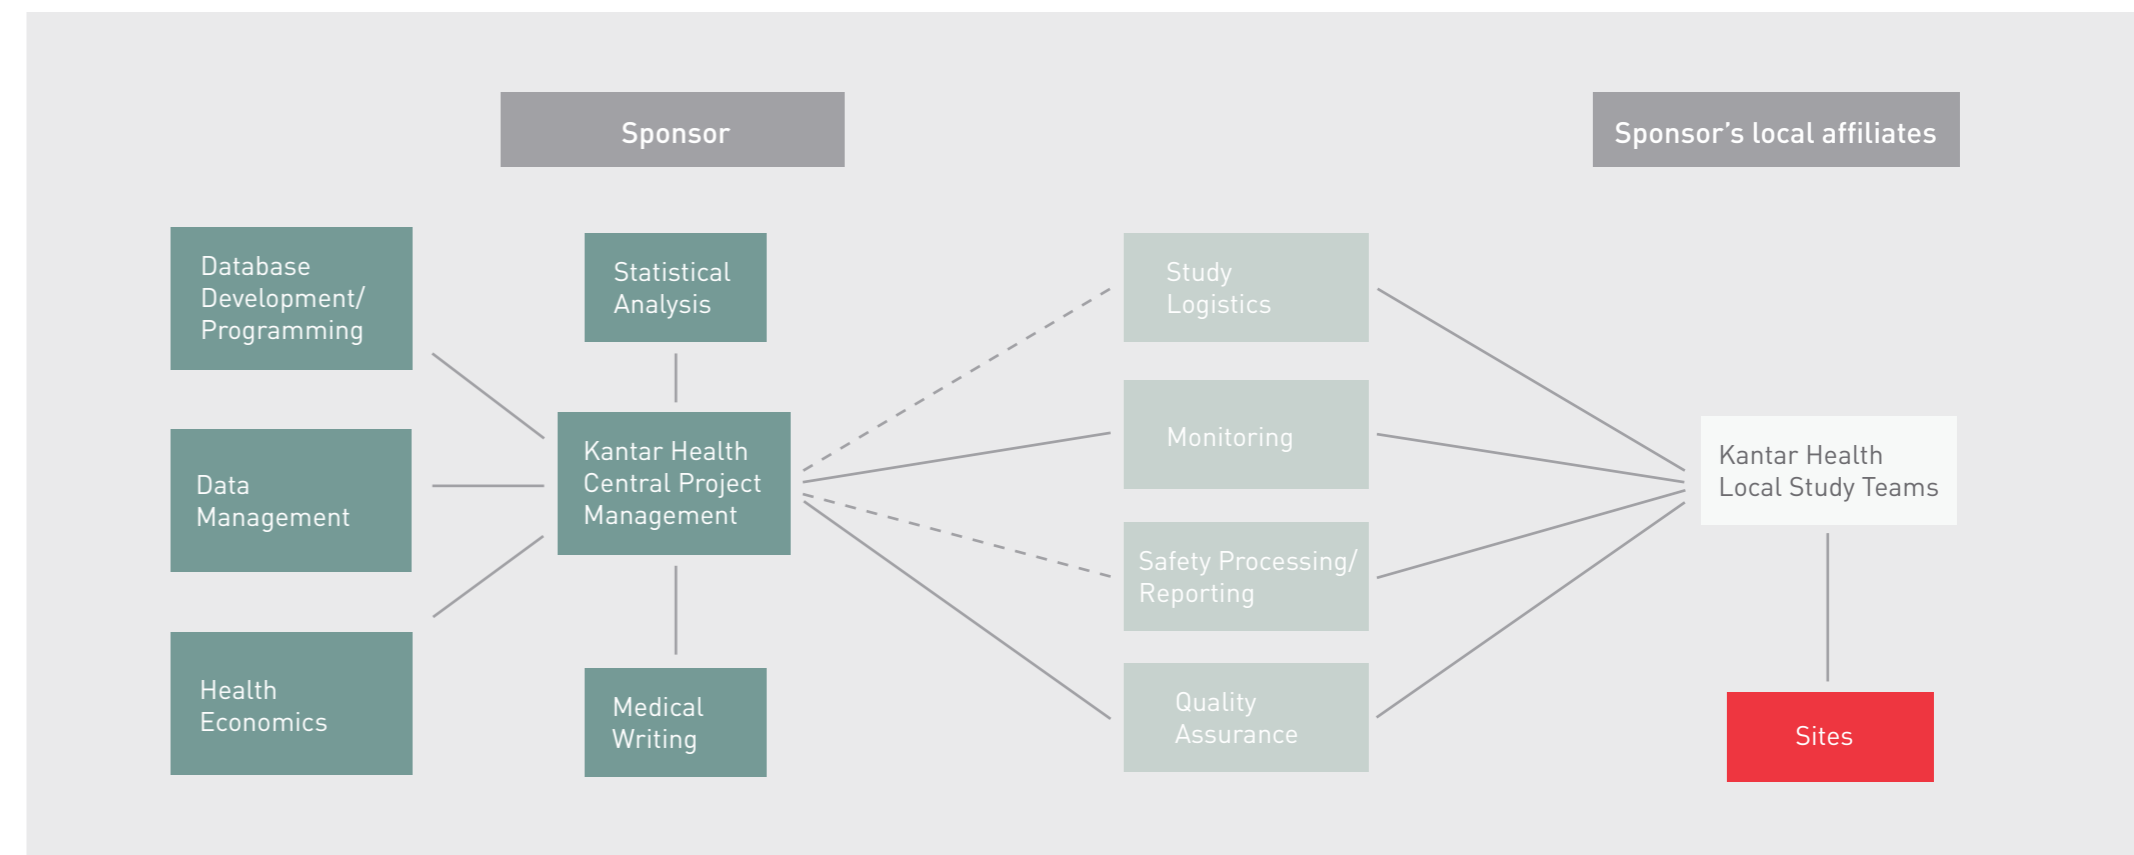 Sponsor
Sponsor’s local affiliates
Database
Development/
Programming
Statistical
Analysis
Study
Logistics
Monitoring
Kantar Health
Central Project
Management
Kantar Health
Local Study Teams
Data
Management
Safety Processing/
Reporting
Health
Economics
Medical
Writing
Quality
Assurance
Sites